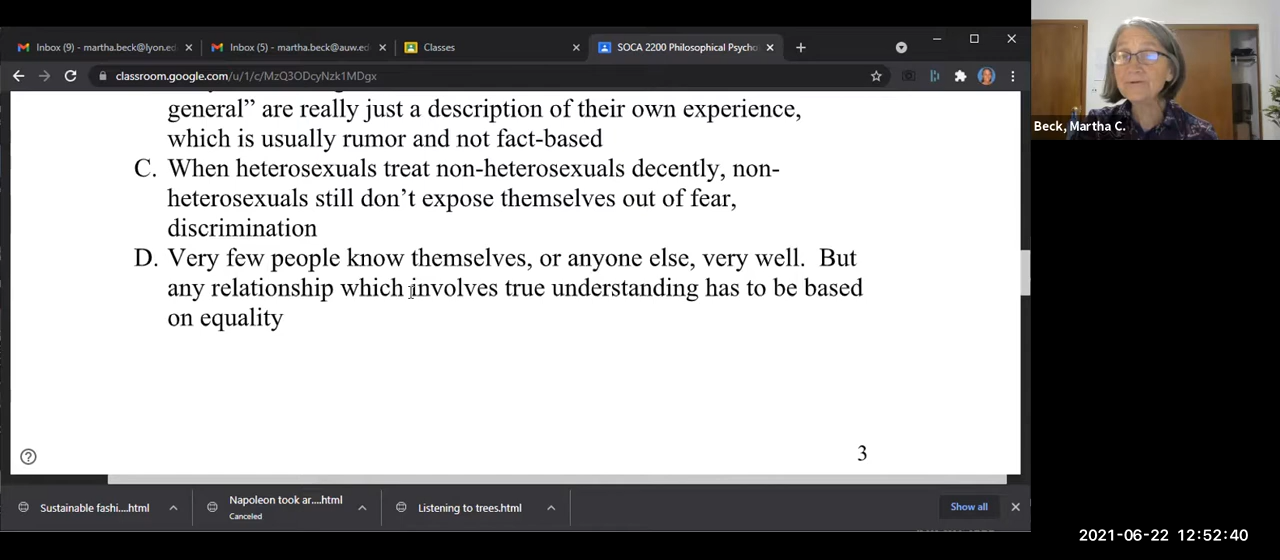 Inbox (9) - martha.beck@lyon.ed
Inbox (5) - martha.beck@auw.ed
Classes
SOCA 2200 Philosophical Psycho
classroom.google.com/u/1/c/MzQ3ODcyNzk1MDgx
general” are really just a description of their own experience,
which is usually rumor and not fact-based
C. When heterosexuals treat non-heterosexuals decently, non-
heterosexuals still don’t expose themselves out of fear,
discrimination
D. Very few people know themselves, or anyone else, very well. But
any relationship which involves true understanding has to be based
on equality
3
Sustainable fashi....html
Napoleon took ar....html
Canceled
Listening to trees.html
Show all
Beck, Martha C.
2021-06-22 12:52:40